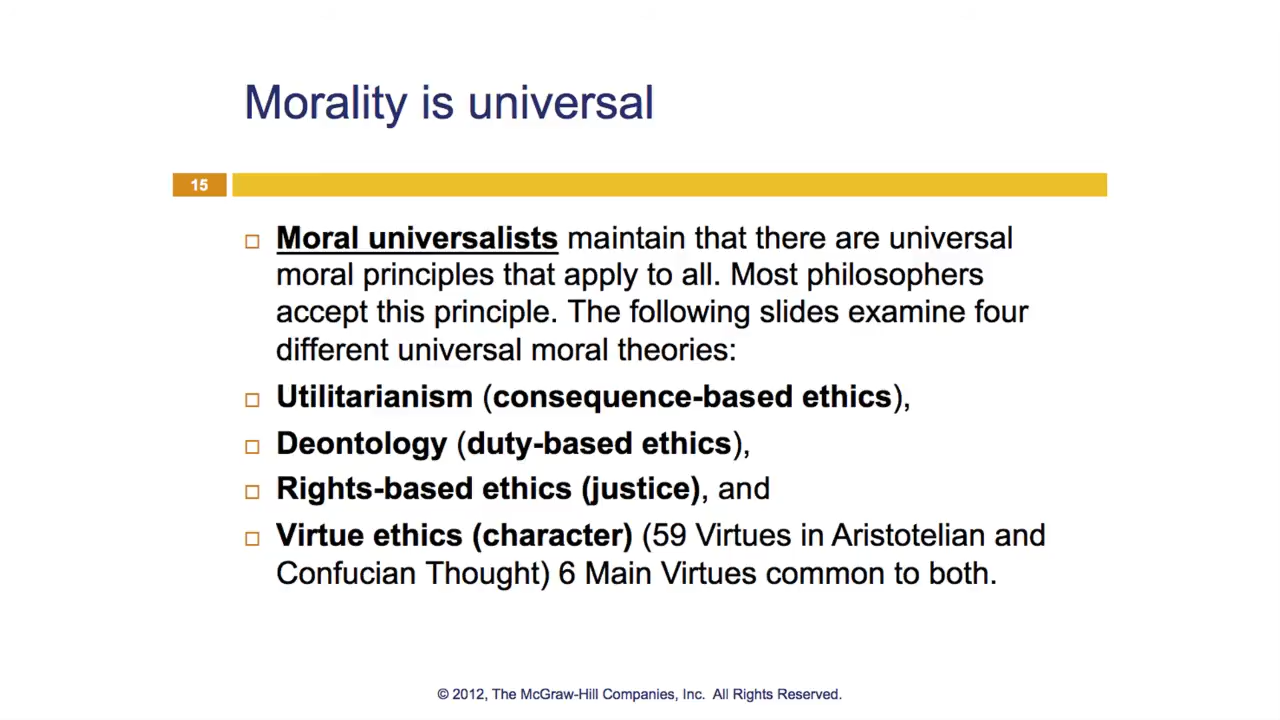 Morality is universal
15
Moral universalists maintain that there are universal
moral principles that apply to all. Most philosophers
accept this principle. The following slides examine four
different universal moral theories:
Utilitarianism (consequence-based ethics),
Deontology (duty-based ethics),
Rights-based ethics (justice), and
Virtue ethics (character) (59 Virtues in Aristotelian and
Confucian Thought) 6 Main Virtues common to both.
© 2012, The McGraw-Hill Companies, Inc. All Rights Reserved.